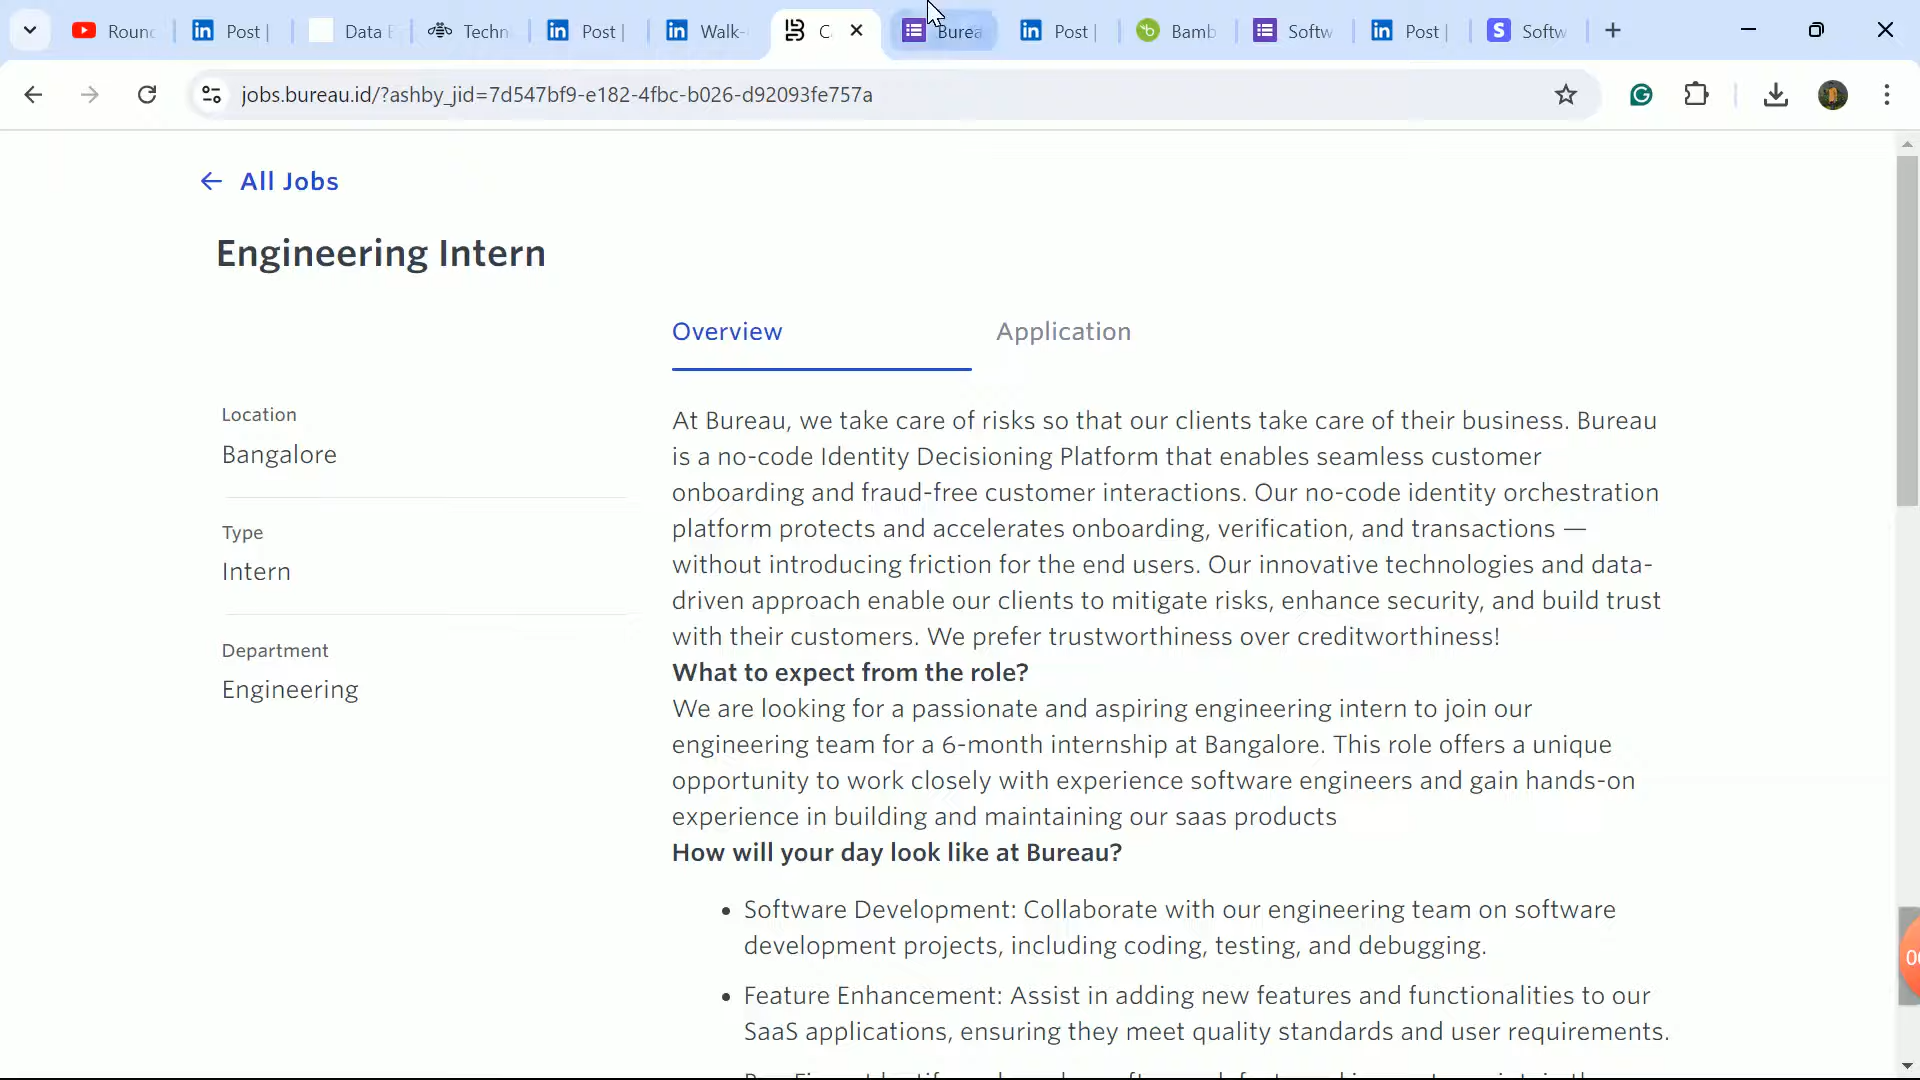 Roun
Post |
Data
Techn
Post |
Walk-
C
Burea
Post |
Bamb
Softw
Post |
Softw
jobs.bureau.id/?ashby_jid=7d547bf9-e182-4fbc-b026-d92093fe757a
All Jobs
Engineering Intern
Overview
Application
Location
Bangalore
Type
Intern
Department
Engineering
At Bureau, we take care of risks so that our clients take care of their business. Bureau
is a no-code Identity Decisioning Platform that enables seamless customer
onboarding and fraud-free customer interactions. Our no-code identity orchestration
platform protects and accelerates onboarding, verification, and transactions —
without introducing friction for the end users. Our innovative technologies and data-
driven approach enable our clients to mitigate risks, enhance security, and build trust
with their customers. We prefer trustworthiness over creditworthiness!
What to expect from the role?
We are looking for a passionate and aspiring engineering intern to join our
engineering team for a 6-month internship at Bangalore. This role offers a unique
opportunity to work closely with experience software engineers and gain hands-on
experience in building and maintaining our saas products
How will your day look like at Bureau?
• Software Development: Collaborate with our engineering team on software
development projects, including coding, testing, and debugging.
• Feature Enhancement: Assist in adding new features and functionalities to our
SaaS applications, ensuring they meet quality standards and user requirements.